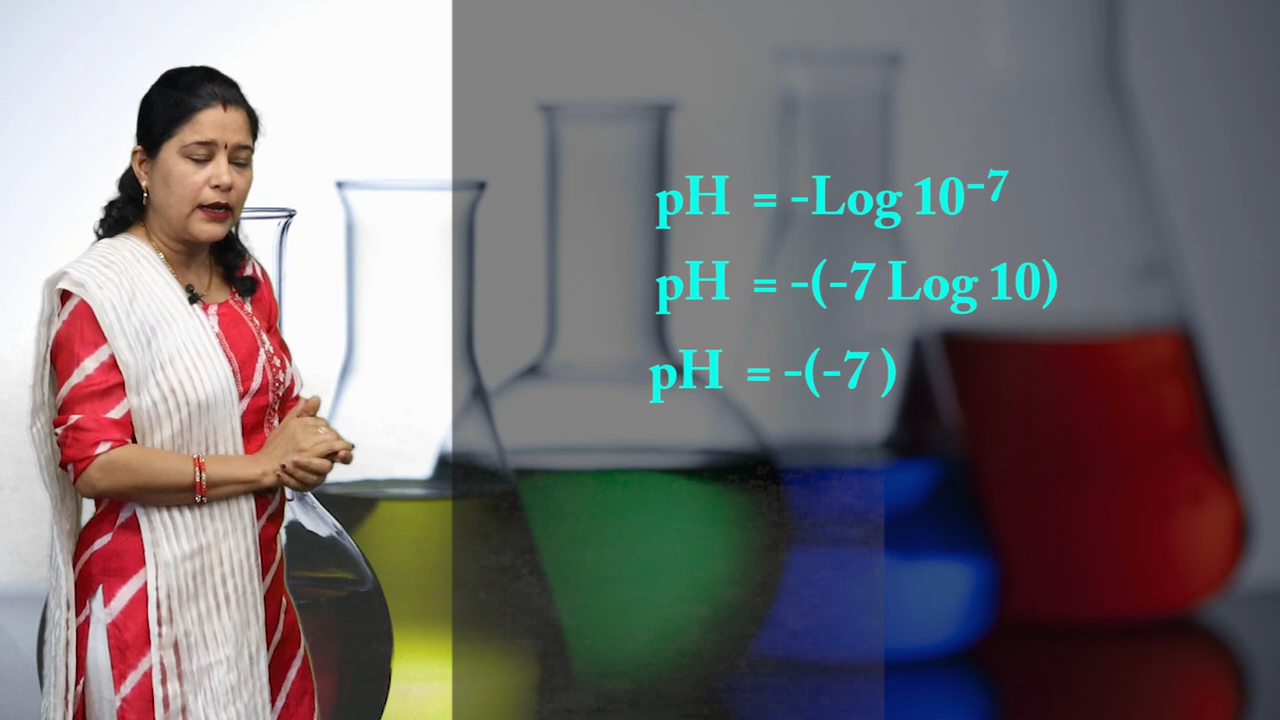 pH = -Log 10⁻⁷
pH = -(-7 Log 10)
pH = -(-7 )